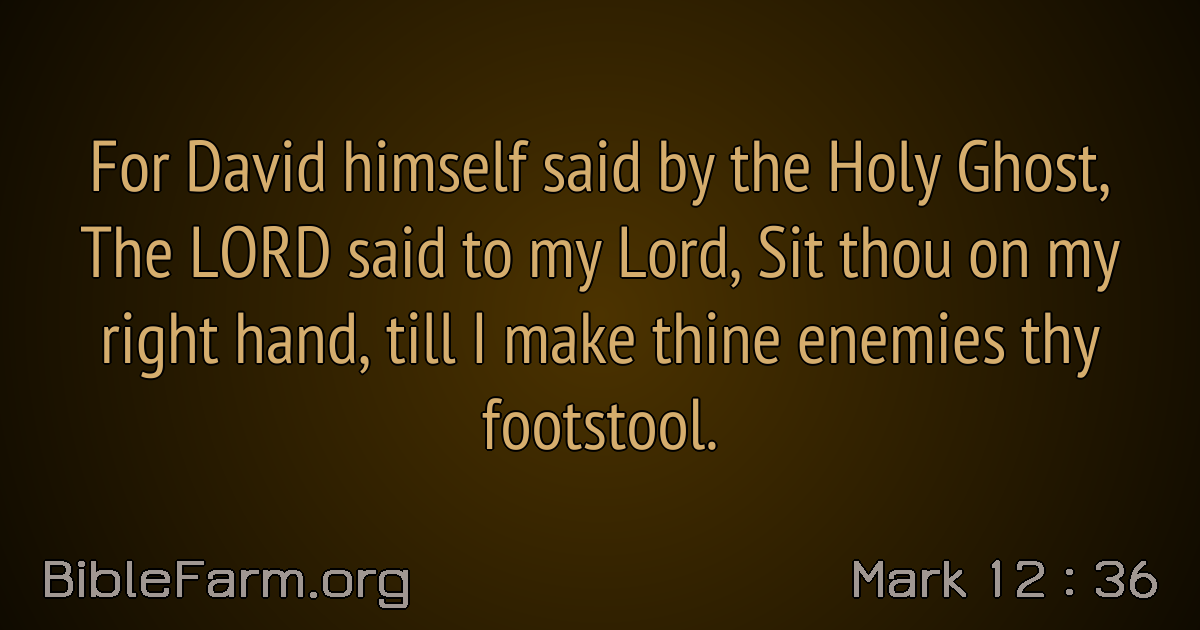 For David himself said by the Holy Ghost,
The LORD said to my Lord, Sit thou on my
right hand, till I make thine enemies thy
footstool.
BibleFarm.org
Mark 12 : 36